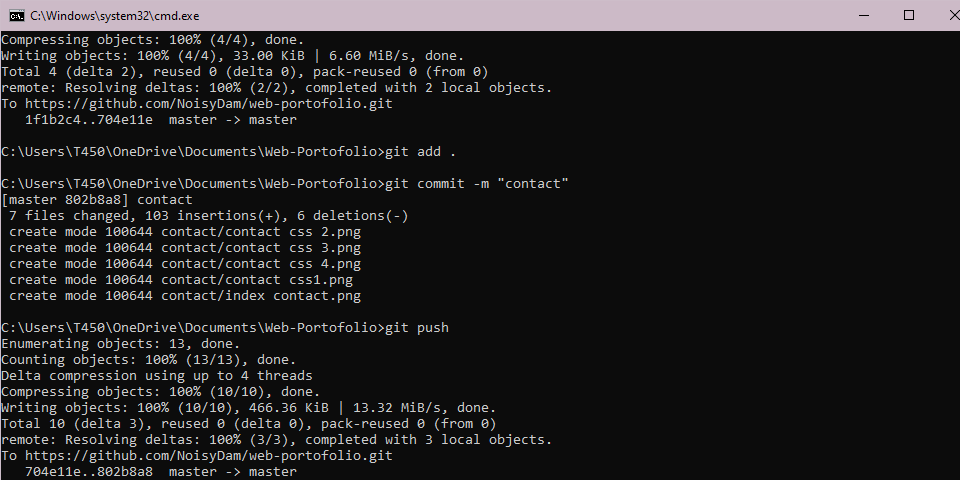 C:\Windows\system32\cmd.exe
Compressing objects: 100% (4/4), done.
Writing objects: 100% (4/4), 33.00 KiB | 6.60 MiB/s, done.
Total 4 (delta 2), reused 0 (delta 0), pack-reused 0 (from 0)
remote: Resolving deltas: 100% (2/2), completed with 2 local objects.
To https://github.com/NoisyDam/web-portofolio.git
   1f1b2c4..704e11e  master -> master
C:\Users\T450\OneDrive\Documents\Web-Portofolio>git add .
C:\Users\T450\OneDrive\Documents\Web-Portofolio>git commit -m "contact"
[master 802b8a8] contact
 7 files changed, 103 insertions(+), 6 deletions(-)
 create mode 100644 contact/contact css 2.png
 create mode 100644 contact/contact css 3.png
 create mode 100644 contact/contact css 4.png
 create mode 100644 contact/contact css1.png
 create mode 100644 contact/index contact.png
C:\Users\T450\OneDrive\Documents\Web-Portofolio>git push
Enumerating objects: 13, done.
Counting objects: 100% (13/13), done.
Delta compression using up to 4 threads
Compressing objects: 100% (10/10), done.
Writing objects: 100% (10/10), 466.36 KiB | 13.32 MiB/s, done.
Total 10 (delta 3), reused 0 (delta 0), pack-reused 0 (from 0)
remote: Resolving deltas: 100% (3/3), completed with 3 local objects.
To https://github.com/NoisyDam/web-portofolio.git
   704e11e..802b8a8  master -> master